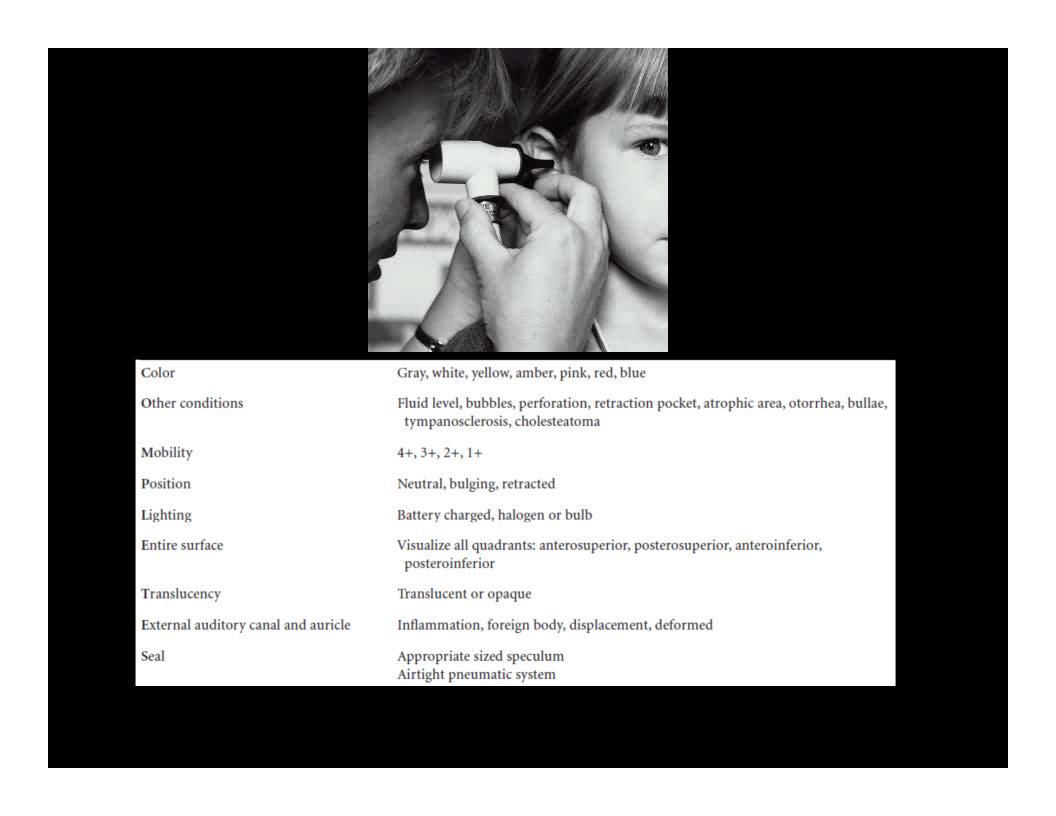 Color Gray, white, yellow, amber, pink, red, blue
Other conditions Fluid level, bubbles, perforation, retraction pocket, atrophic area, otorrhea, bullae,
tympanosclerosis, cholesteatoma
Mobility 4+, 3+, 2+, 1+
Position Neutral, bulging, retracted
Lighting Battery charged, halogen or bulb
Entire surface Visualize all quadrants: anterosuperior, posterosuperior, anteroinferior,
posteroinferior
Translucency Translucent or opaque
External auditory canal and auricle Inflammation, foreign body, displacement, deformed
Seal Appropriate sized speculum
Airtight pneumatic system